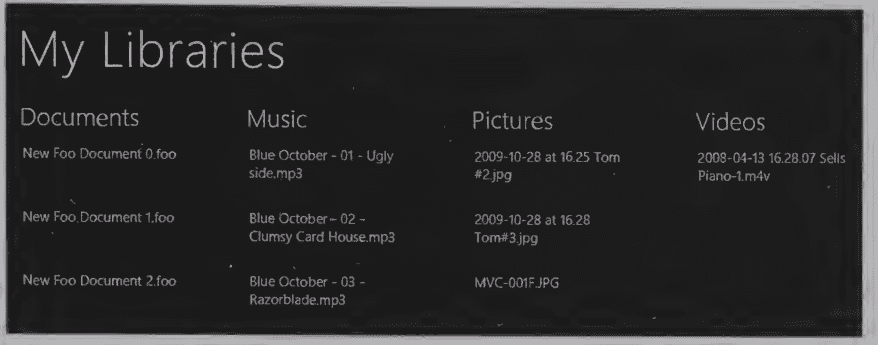 My Libraries
Documents
New Foo Document 0.foo
New Foo Document 1.foo
New Foo Document 2.foo
Music
Blue October - 01 - Ugly
side.mp3
Blue October - 02 -
Clumsy Card House.mp3
Blue October - 03 -
Razorblade.mp3
Pictures
2009-10-28 at 16.25 Tom
#2.jpg
2009-10-28 at 16.28
Tom#3.jpg
MVC-001F.JPG
Videos
2008-04-13 16.28.07 Sells
Piano-1.m4v